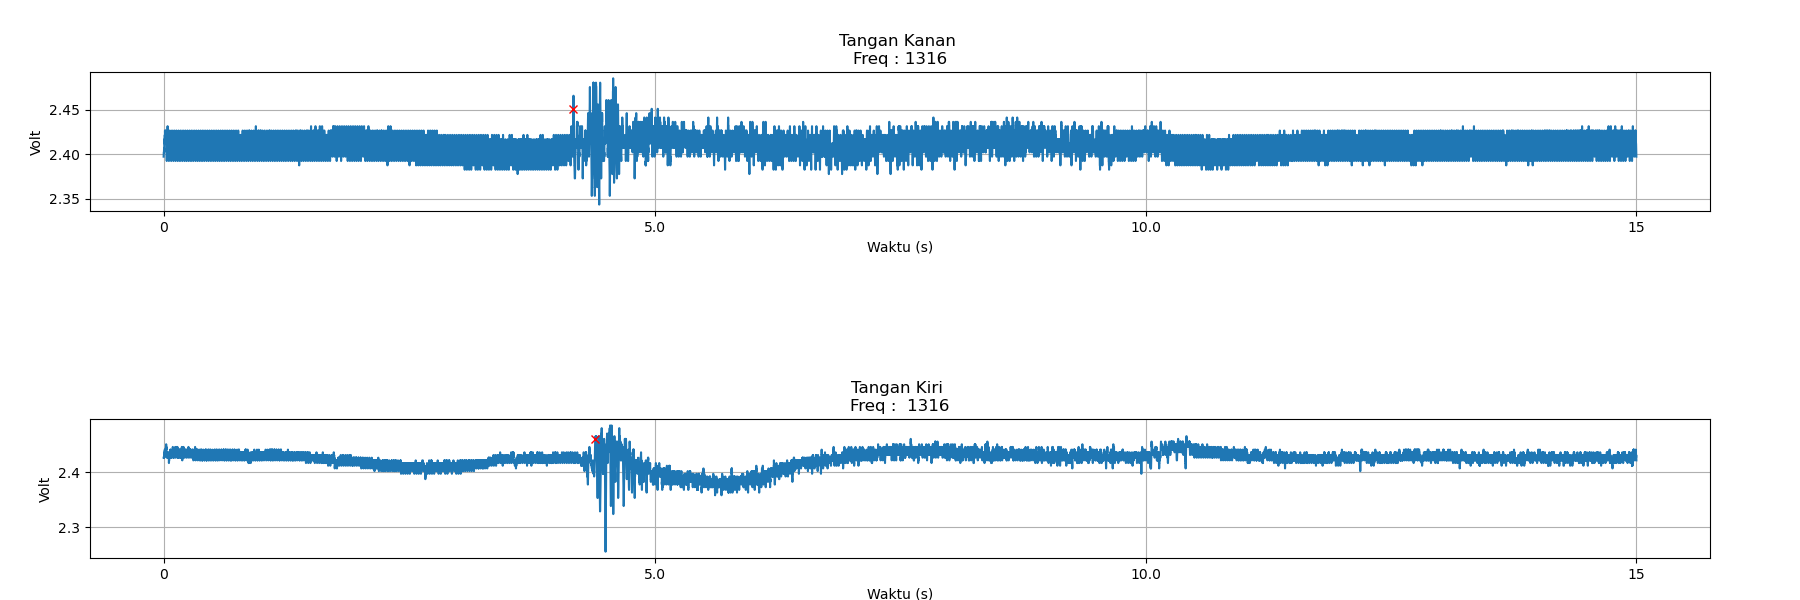 Tangan Kanan
Freq : 1316
Volt
2.45
2.40
2.35
0 5.0 10.0 15
Waktu (s)
Tangan Kiri
Freq :  1316
Volt
2.4
2.3
0 5.0 10.0 15
Waktu (s)